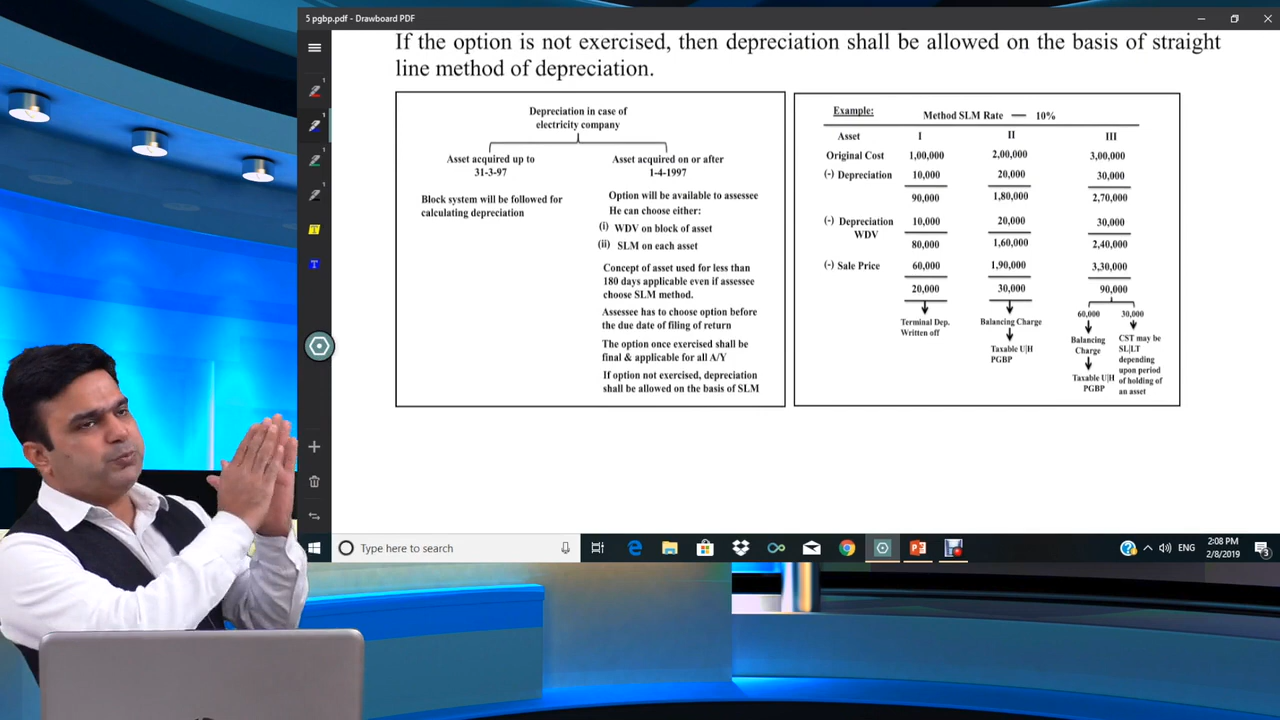 5 pgbp.pdf - Drawboard PDF
If the option is not exercised, then depreciation shall be allowed on the basis of straight
line method of depreciation.
Depreciation in case of
electricity company
Asset acquired up to
31-3-97
Block system will be followed for
calculating depreciation
Asset acquired on or after
1-4-1997
Option will be available to assessee
He can choose either:
(i) WDV on block of asset
(ii) SLM on each asset
Concept of asset used for less than
180 days applicable even if assessee
choose SLM method.
Assessee has to choose option before
the due date of filing of return
The option once exercised shall be
final & applicable for all A/Y
If option not exercised, depreciation
shall be allowed on the basis of SLM
Example: Method SLM Rate — 10%
Asset I II III
Original Cost 1,00,000 2,00,000 3,00,000
(-) Depreciation 10,000 20,000 30,000
90,000 1,80,000 2,70,000
(-) Depreciation 10,000 20,000 30,000
WDV 80,000 1,60,000 2,40,000
(-) Sale Price 60,000 1,90,000 3,30,000
20,000 30,000 90,000
Terminal Dep.
Written off
Balancing Charge
Taxable U|H
PGBP
60,000 30,000
Balancing
Charge
Taxable U|H
PGBP
CST may be
SL|LT
depending
upon period
of holding of
an asset
Type here to search
ENG
2:08 PM
2/8/2019
3